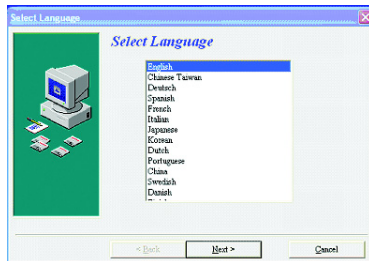 Select Language
Select Language
English
Chinese Taiwan
Deutsch
Spanish
French
Italian
Japanese
Korean
Dutch
Portuguese
China
Swedish
Danish
< Back
Next >
Cancel